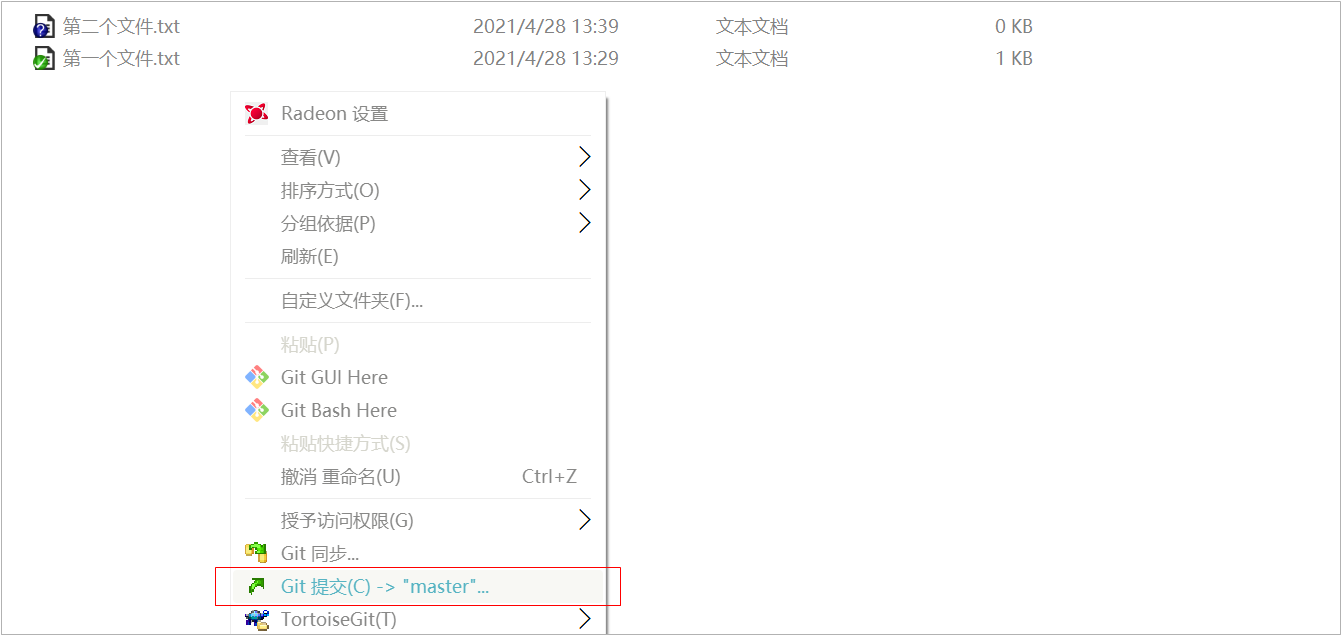 第二个文件.txt 2021/4/28 13:39 文本文档 0 KB
第一个文件.txt 2021/4/28 13:29 文本文档 1 KB
Radeon 设置
查看(V)
排序方式(O)
分组依据(P)
刷新(E)
自定义文件夹(F)...
粘贴(P)
Git GUI Here
Git Bash Here
粘贴快捷方式(S)
撤消 重命名(U) Ctrl+Z
授予访问权限(G)
Git 同步...
Git 提交(C) -> "master"...
TortoiseGit(T)